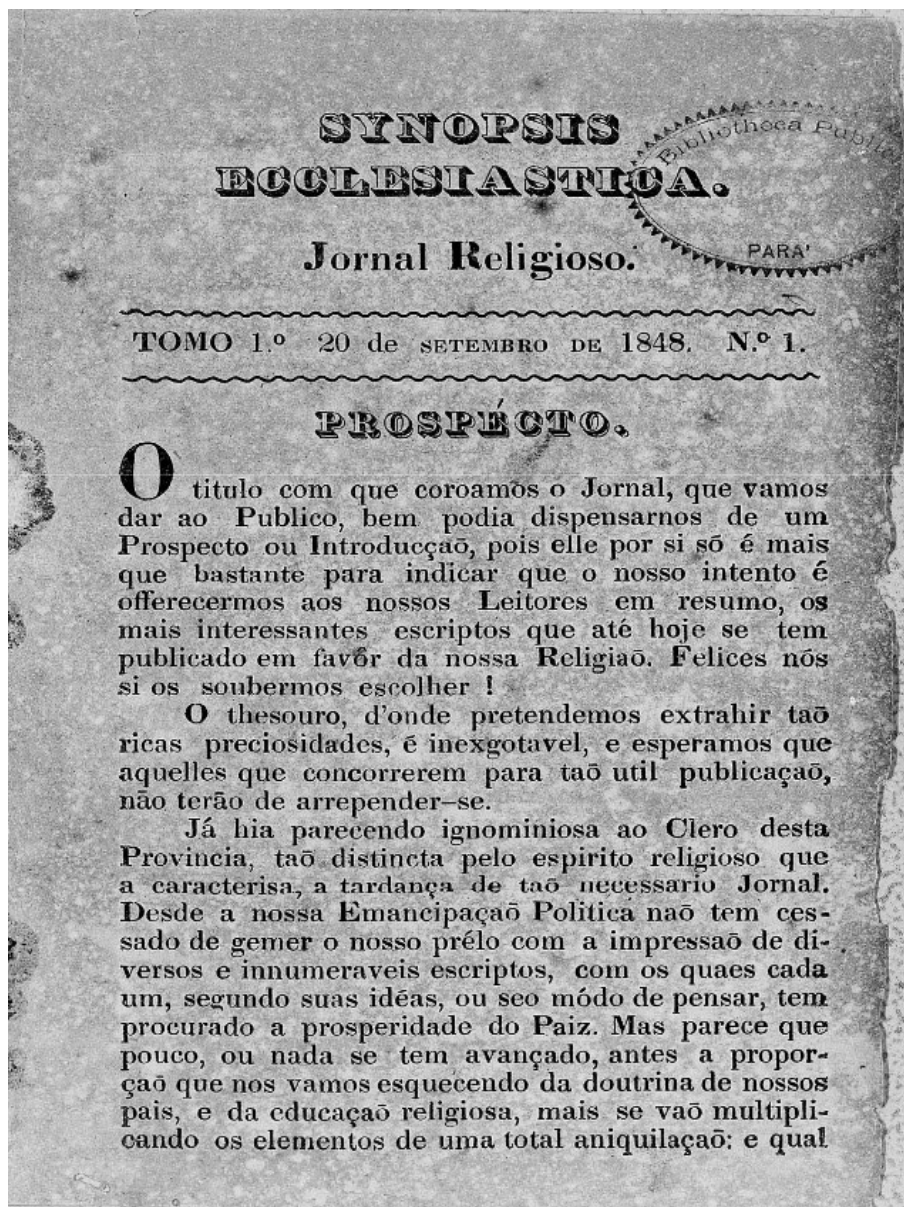 SYNOPSIS
ECCLESIASTICA.
Bibliotheca Public
PARA'
Jornal Religioso.
TOMO 1.º 20 de SETEMBRO DE 1848. N.º 1.
PROSPÉCTO.
O titulo com que coroamos o Jornal, que vamos
dar ao Publico, bem podia dispensarnos de um
Prospecto ou Introducçaõ, pois elle por si só é mais
que bastante para indicar que o nosso intento é
offerecermos aos nossos Leitores em resumo, os
mais interessantes escriptos que até hoje se tem
publicado em favôr da nossa Religiaõ. Felices nós
si os soubermos escolher !
O thesouro, d'onde pretendemos extrahir taõ
ricas preciosidades, é inexgotavel, e esperamos que
aquelles que concorrerem para taõ util publicaçaõ,
não terão de arrepender-se.
Já hia parecendo ignominiosa ao Clero desta
Provincia, taõ distincta pelo espirito religioso que
a caracterisa, a tardança de taõ necessario Jornal.
Desde a nossa Emancipaçaõ Politica naõ tem ces-
sado de gemer o nosso prélo com a impressaõ de di-
versos e innumeraveis escriptos, com os quaes cada
um, segundo suas idéas, ou seo módo de pensar, tem
procurado a prosperidade do Paiz. Mas parece que
pouco, ou nada se tem avançado, antes a propor-
çaõ que nos vamos esquecendo da doutrina de nossos
pais, e da educaçaõ religiosa, mais se vaõ multipli-
cando os elementos de uma total aniquilaçaõ: e qual